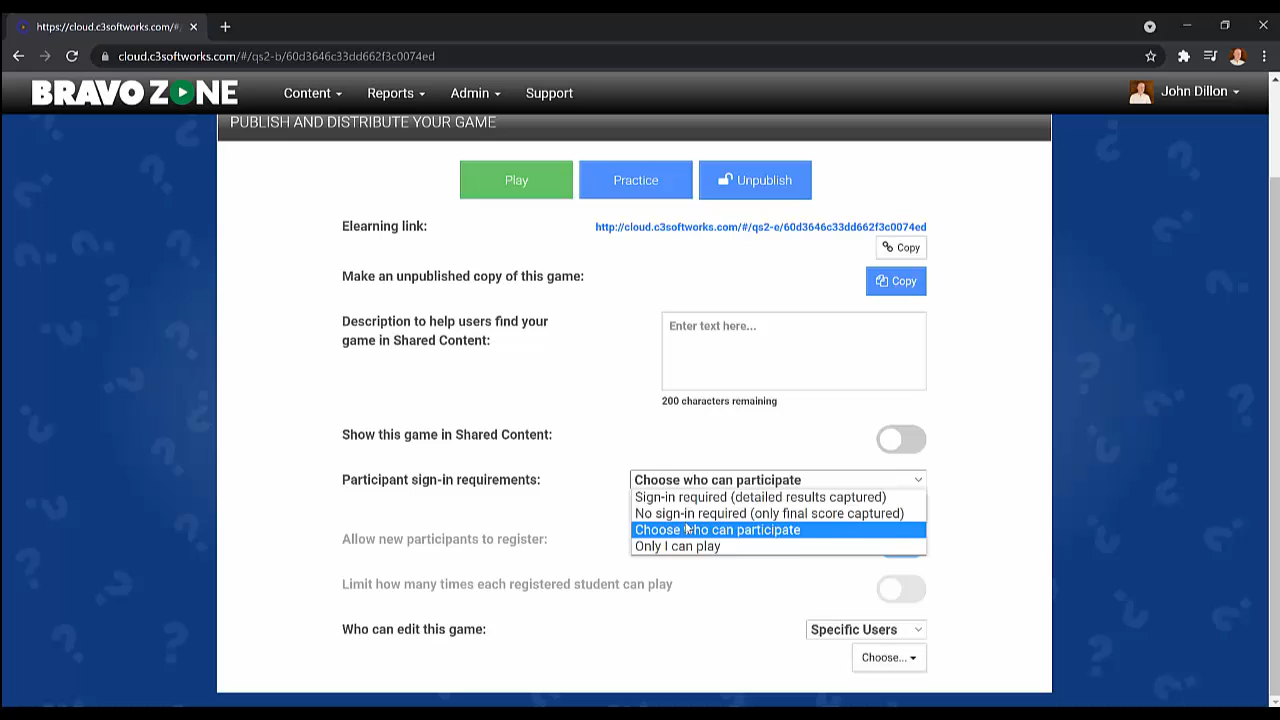 https://cloud.c3softworks.com/#/
cloud.c3softworks.com/#/qs2-b/60d3646c33dd662f3c0074ed
BRAVO ZONE
Content
Reports
Admin
Support
John Dillon
PUBLISH AND DISTRIBUTE YOUR GAME
Play
Practice
Unpublish
Elearning link:
http://cloud.c3softworks.com/#/qs2-e/60d3646c33dd662f3c0074ed
Copy
Make an unpublished copy of this game:
Copy
Description to help users find your
game in Shared Content:
Enter text here...
200 characters remaining
Show this game in Shared Content:
Participant sign-in requirements:
Choose who can participate
Sign-in required (detailed results captured)
No sign-in required (only final score captured)
Choose who can participate
Only I can play
Allow new participants to register:
Limit how many times each registered student can play
Who can edit this game:
Specific Users
Choose...